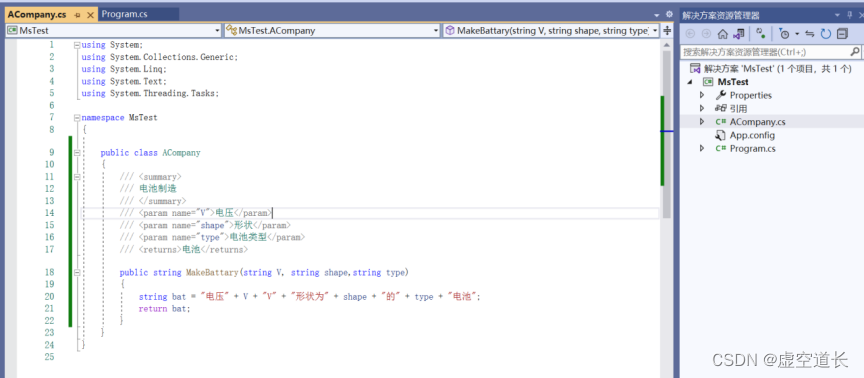 ACompany.cs
Program.cs
MsTest
MsTest.ACompany
MakeBattary(string V, string shape, string type)
1 using System;
2 using System.Collections.Generic;
3 using System.Linq;
4 using System.Text;
5 using System.Threading.Tasks;
6
7 namespace MsTest
8 {
9 public class ACompany
10 {
11 /// <summary>
12 /// 电池制造
13 /// </summary>
14 /// <param name="V">电压</param>
15 /// <param name="shape">形状</param>
16 /// <param name="type">电池类型</param>
17 /// <returns>电池</returns>
18 public string MakeBattary(string V, string shape,string type)
19 {
20 string bat = "电压" + V + "V" + "形状为" + shape + "的" + type + "电池";
21 return bat;
22 }
23 }
24 }
25
解决方案资源管理器
搜索解决方案资源管理器(Ctrl+;)
解决方案 'MsTest' (1 个项目，共 1 个)
MsTest
Properties
引用
C# ACompany.cs
App.config
C# Program.cs
CSDN @虚空道长